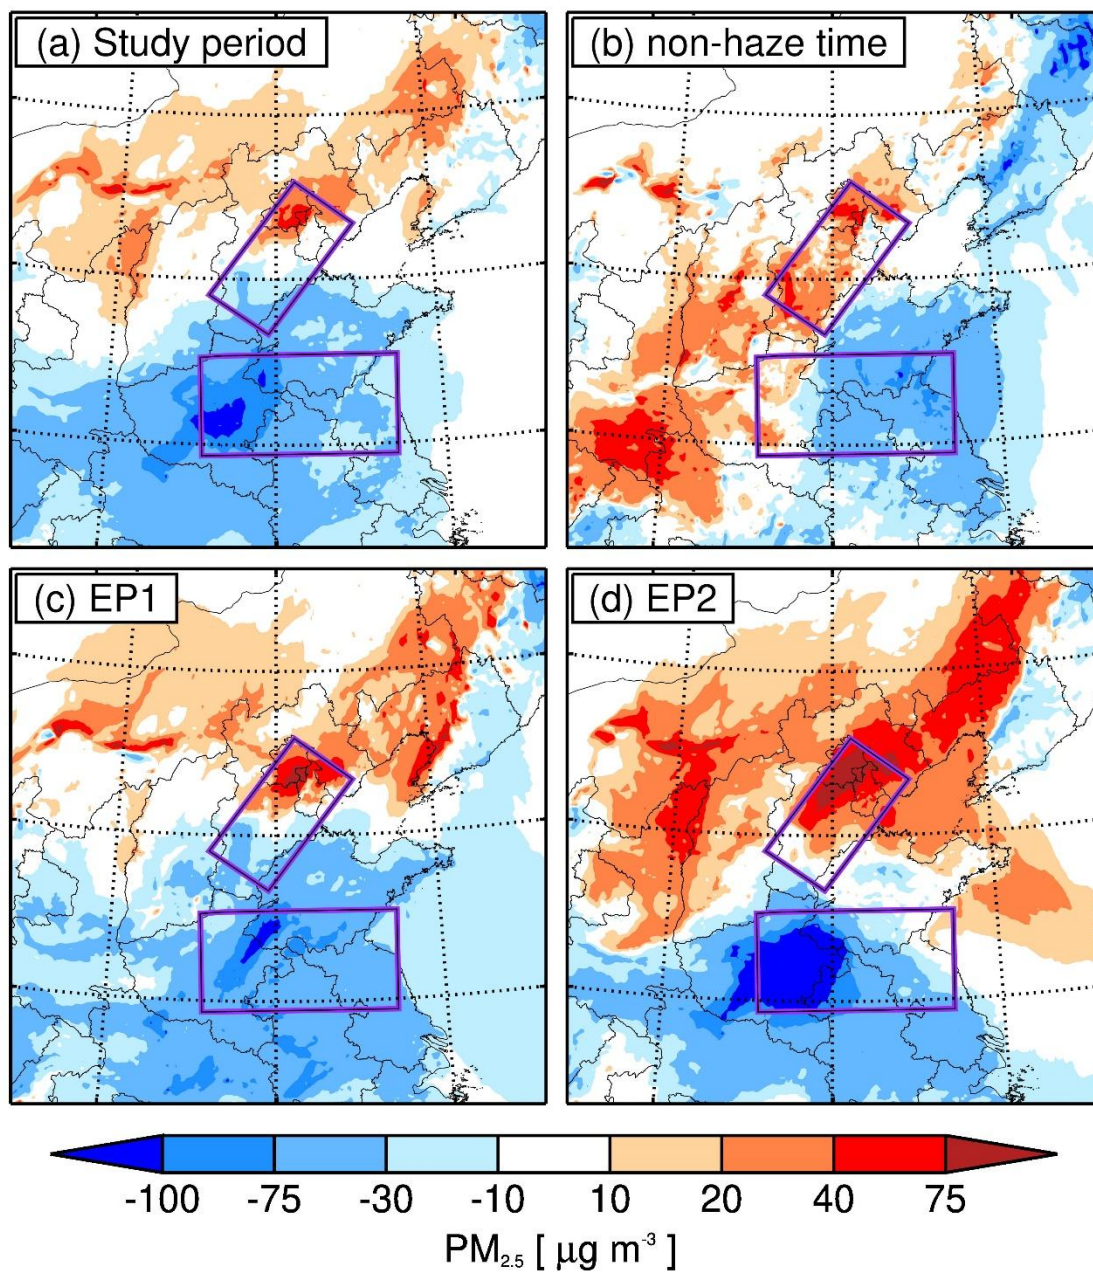 (a) Study period
(b) non-haze time
(c) EP1
(d) EP2
-100 -75 -30 -10 10 20 40 75
PM₂.₅ [ μg m⁻³ ]